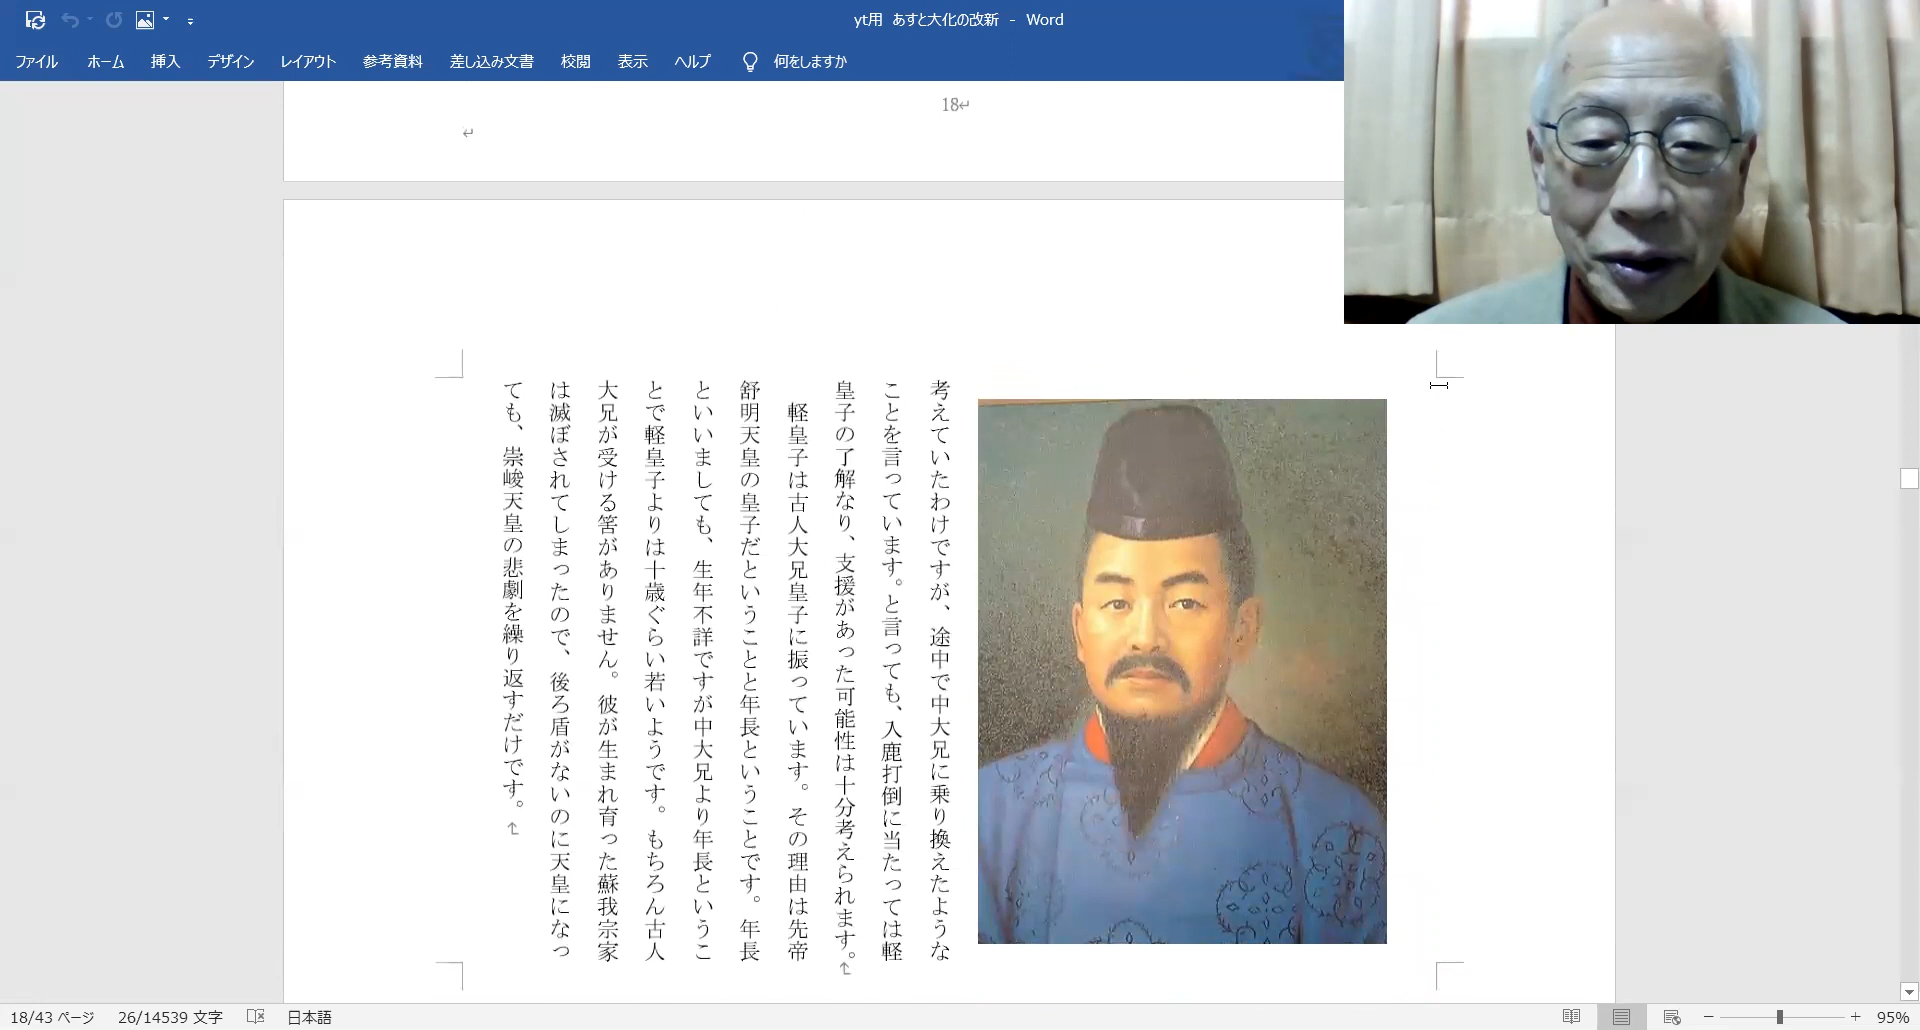 yt用 あすと大化の改新 - Word
ファイル ホーム 挿入 デザイン レイアウト 参考資料 差し込み文書 校閲 表示 ヘルプ 何をしますか
18
考えていたわけですが、途中で中大兄に乗り換えたような
ことを言っています。と言っても、入鹿打倒に当たっては軽
皇子の了解なり、支援があった可能性は十分考えられます。
軽皇子は古人大兄皇子に振っています。その理由は先帝
舒明天皇の皇子だということと年長ということです。年長
といいましても、生年不詳ですが中大兄より年長というこ
とで軽皇子よりは十歳ぐらい若いようです。もちろん古人
大兄が受ける筈がありません。彼が生まれ育った蘇我宗家
は滅ぼされてしまったので、後ろ盾がないのに天皇になっ
ても、崇峻天皇の悲劇を繰り返すだけです。
18/43 ページ 26/14539 文字 日本語 95%